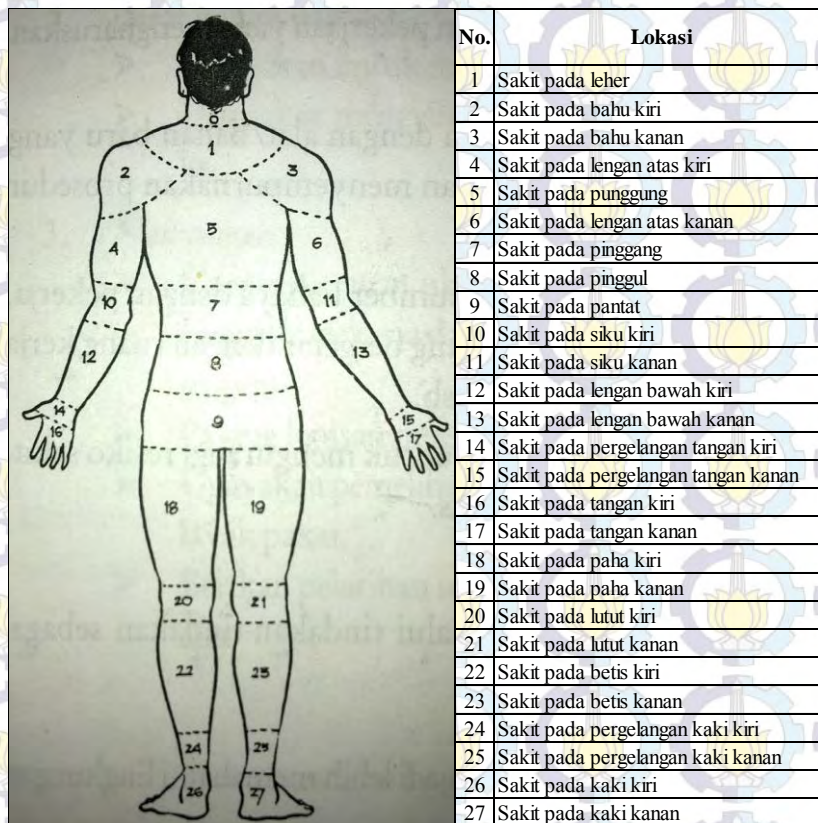 0
1
2 3
5
4 6
7
10 11
8
12 13
9
14 15
16 17
18 19
20 21
22 23
24 25
26 27
No. Lokasi
1 Sakit pada leher
2 Sakit pada bahu kiri
3 Sakit pada bahu kanan
4 Sakit pada lengan atas kiri
5 Sakit pada punggung
6 Sakit pada lengan atas kanan
7 Sakit pada pinggang
8 Sakit pada pinggul
9 Sakit pada pantat
10 Sakit pada siku kiri
11 Sakit pada siku kanan
12 Sakit pada lengan bawah kiri
13 Sakit pada lengan bawah kanan
14 Sakit pada pergelangan tangan kiri
15 Sakit pada pergelangan tangan kanan
16 Sakit pada tangan kiri
17 Sakit pada tangan kanan
18 Sakit pada paha kiri
19 Sakit pada paha kanan
20 Sakit pada lutut kiri
21 Sakit pada lutut kanan
22 Sakit pada betis kiri
23 Sakit pada betis kanan
24 Sakit pada pergelangan kaki kiri
25 Sakit pada pergelangan kaki kanan
26 Sakit pada kaki kiri
27 Sakit pada kaki kanan